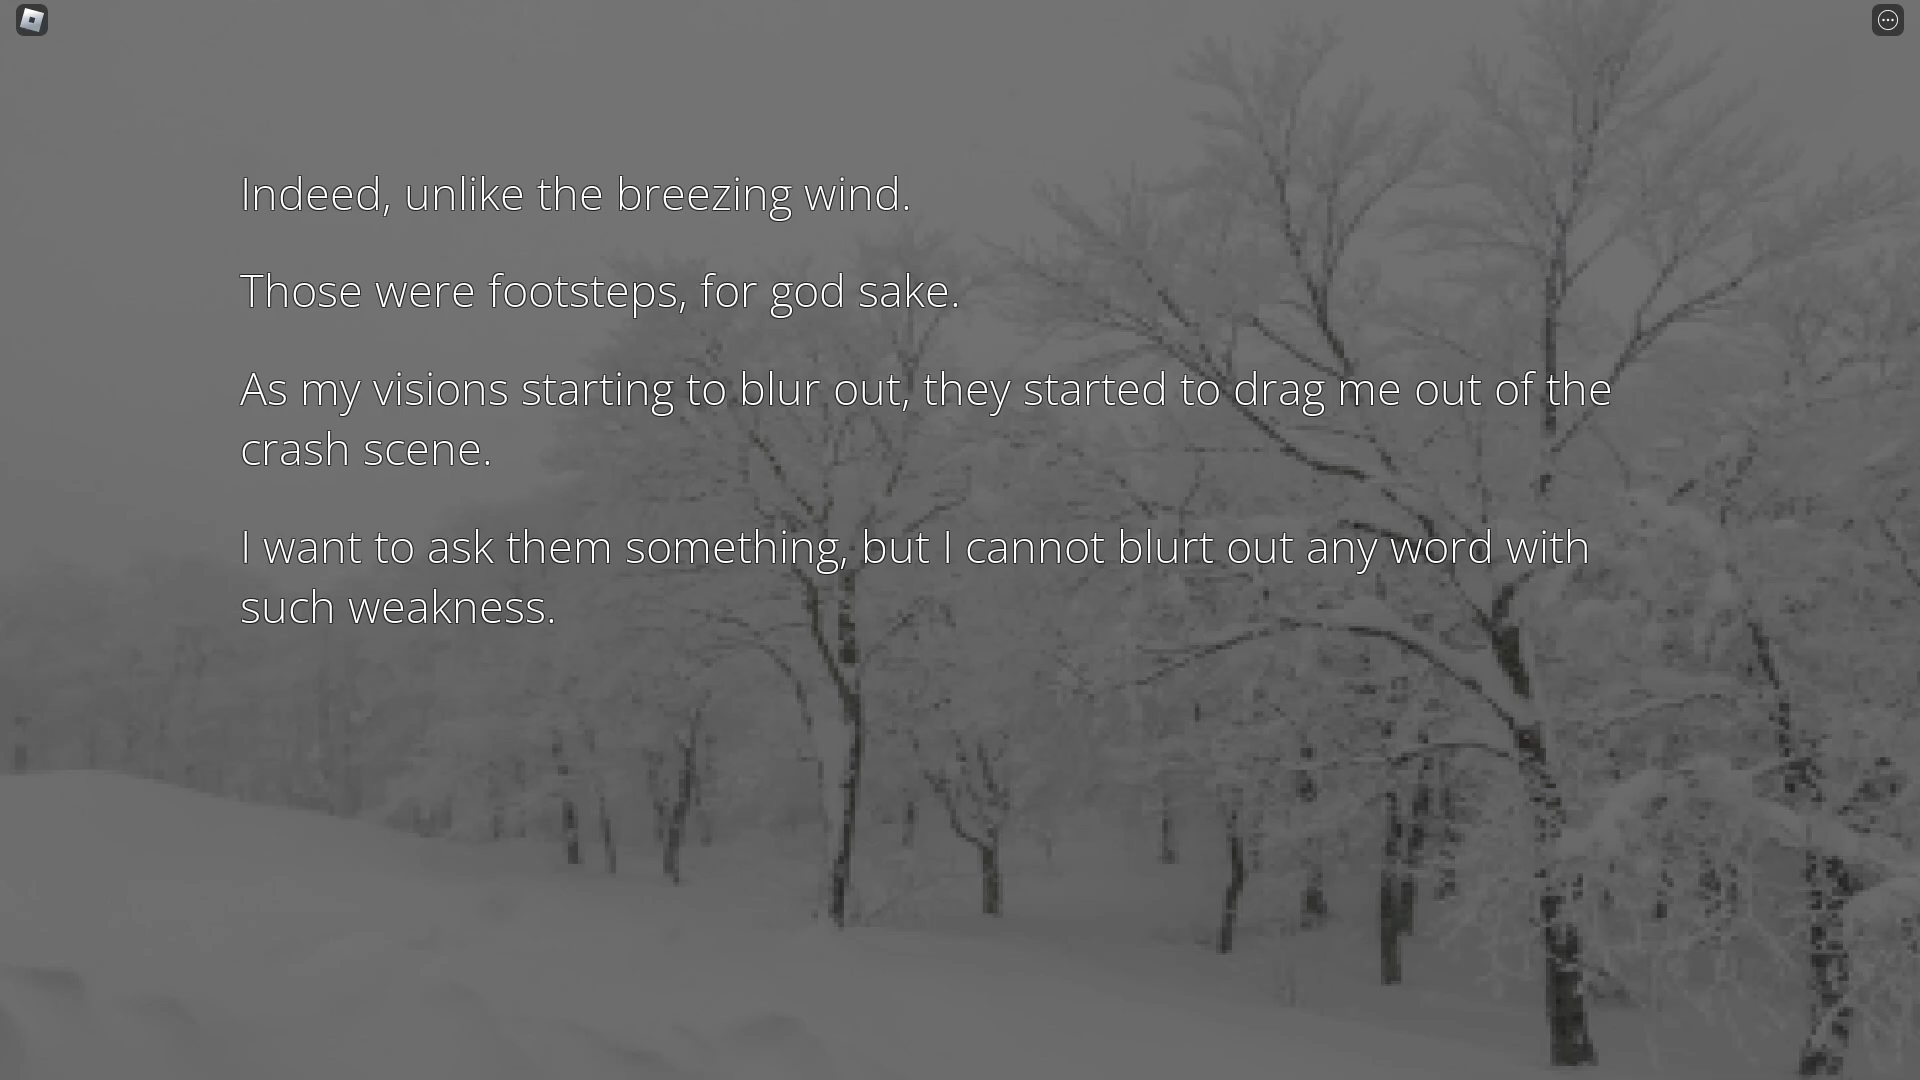 Indeed, unlike the breezing wind.
Those were footsteps, for god sake.
As my visions starting to blur out, they started to drag me out of the
crash scene.
I want to ask them something, but I cannot blurt out any word with
such weakness.